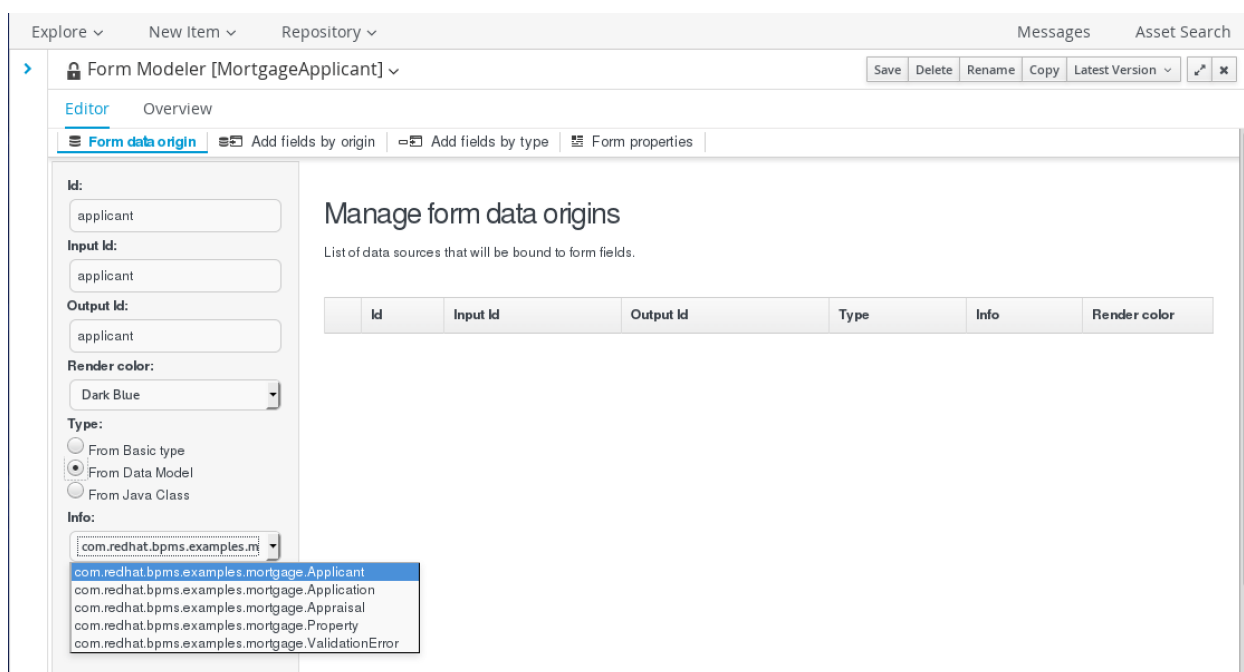 Explore New Item Repository Messages Asset Search
Form Modeler [MortgageApplicant] Save Delete Rename Copy Latest Version
Editor Overview
Form data origin Add fields by origin Add fields by type Form properties
Id:
applicant
Input Id:
applicant
Output Id:
applicant
Render color:
Dark Blue
Type:
From Basic type
From Data Model
From Java Class
Info:
com.redhat.bpms.examples.m
com.redhat.bpms.examples.mortgage.Applicant
com.redhat.bpms.examples.mortgage.Application
com.redhat.bpms.examples.mortgage.Appraisal
com.redhat.bpms.examples.mortgage.Property
com.redhat.bpms.examples.mortgage.ValidationError
Manage form data origins
List of data sources that will be bound to form fields.
Id Input Id Output Id Type Info Render color